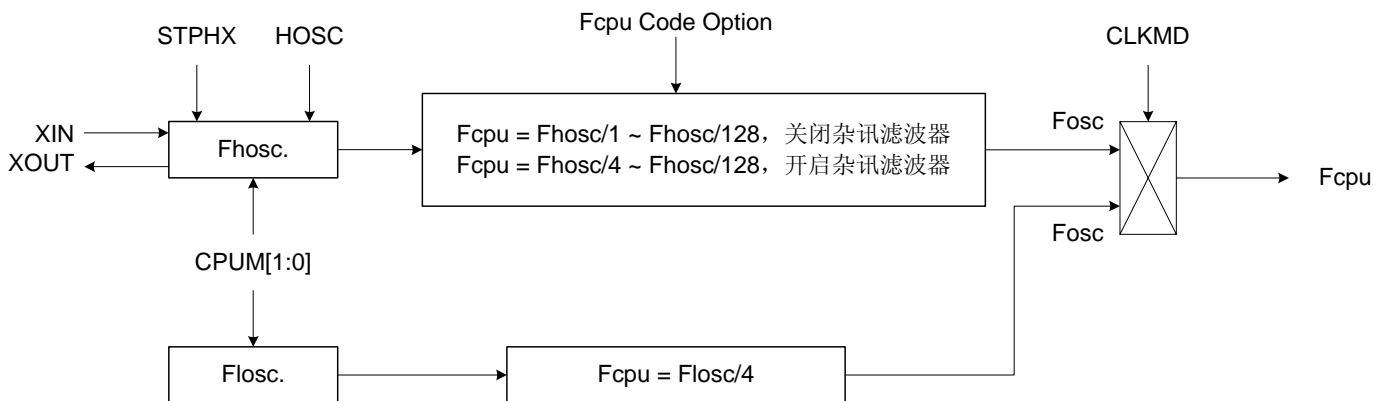 Fcpu Code Option
STPHX
HOSC
CLKMD
XIN
XOUT
Fhosc.
Fcpu = Fhosc/1 ~ Fhosc/128，关闭杂讯滤波器
Fcpu = Fhosc/4 ~ Fhosc/128，开启杂讯滤波器
Fosc
Fcpu
Fosc
CPUM[1:0]
Flosc.
Fcpu = Flosc/4